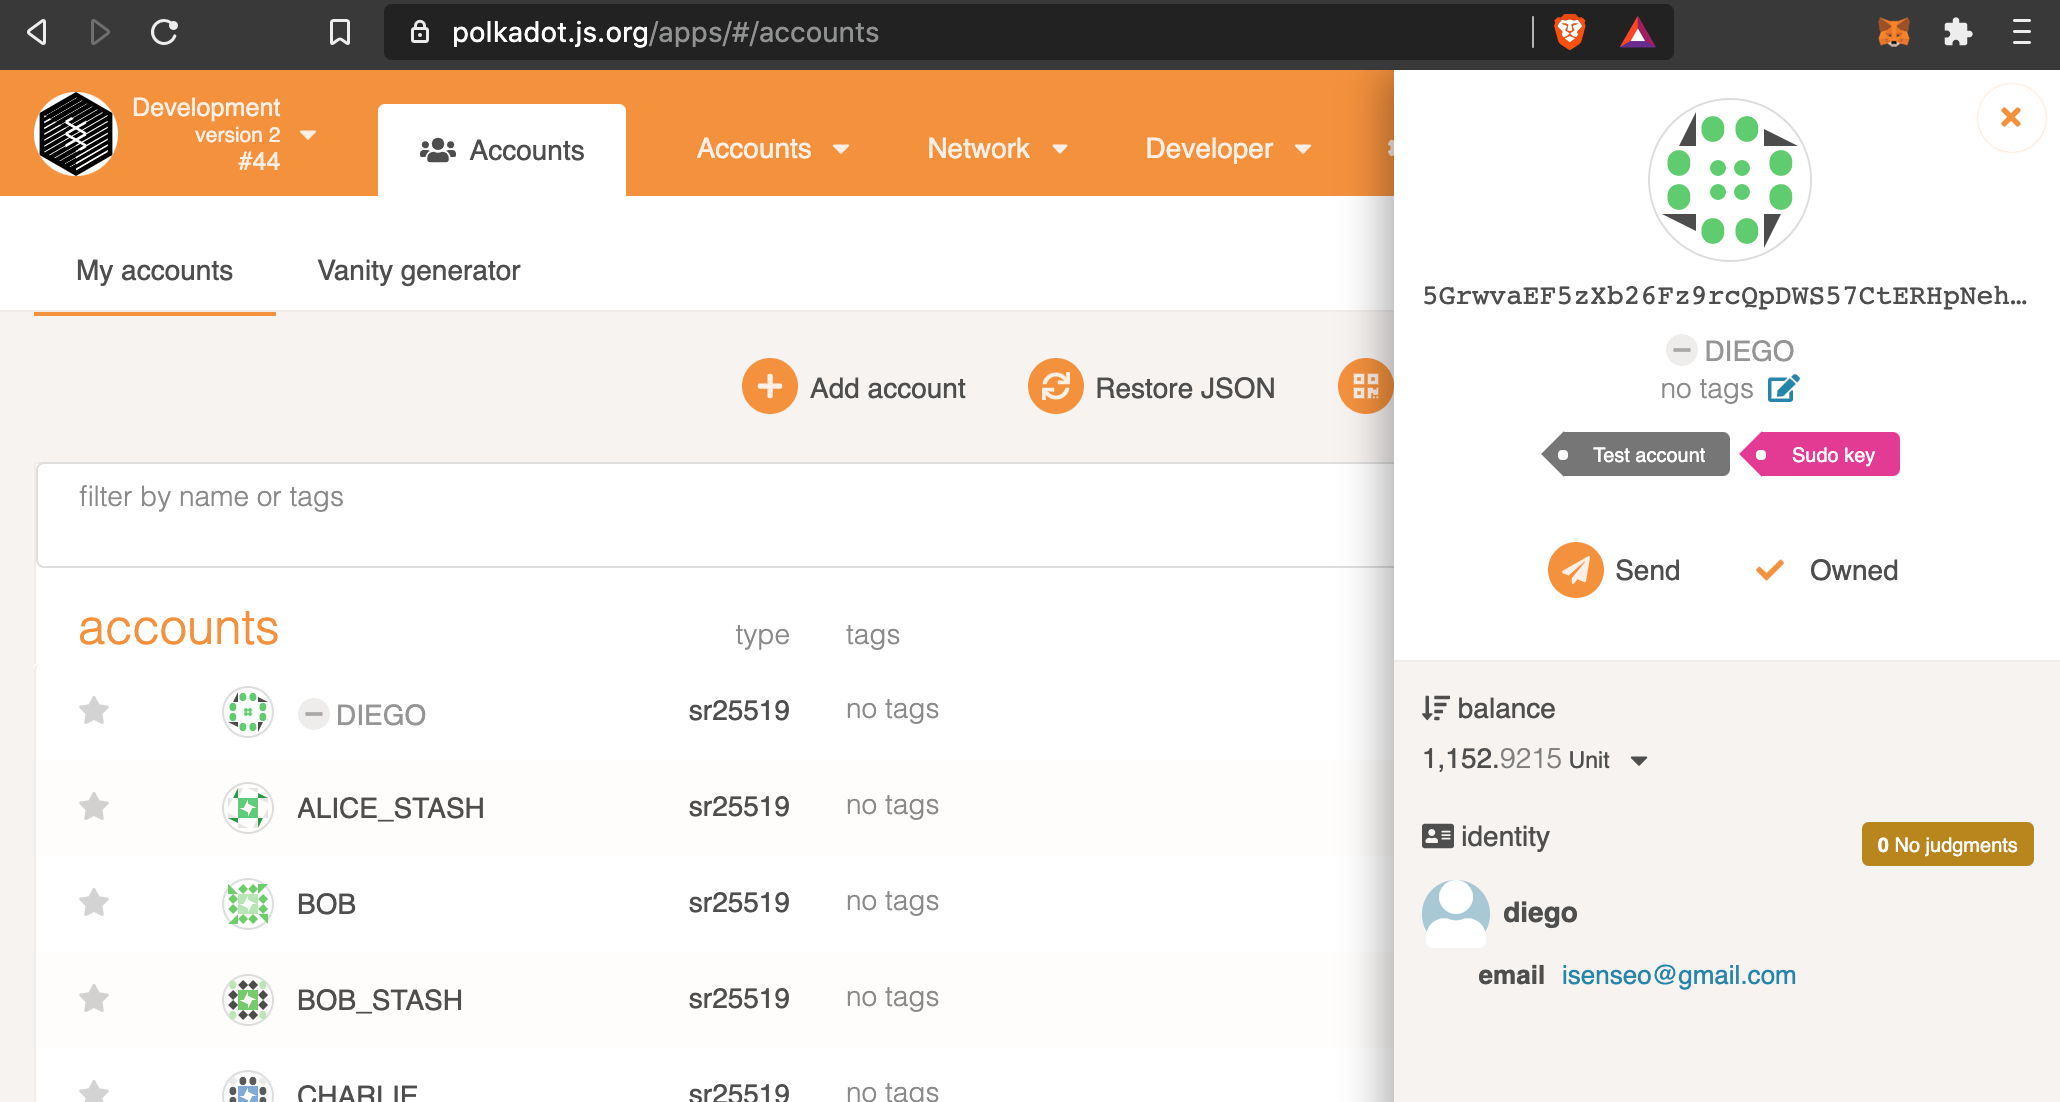 polkadot.js.org/apps/#/accounts
Development
version 2
#44
Accounts
Accounts
Network
Developer
My accounts
Vanity generator
Add account
Restore JSON
filter by name or tags
accounts type tags
DIEGO sr25519 no tags
ALICE_STASH sr25519 no tags
BOB sr25519 no tags
BOB_STASH sr25519 no tags
CHARLIE sr25519 no tags
5GrwvaEF5zXb26Fz9rcQpDWS57CtERHpNeh…
DIEGO
no tags
Test account
Sudo key
Send
Owned
balance
1,152.9215 Unit
identity
0 No judgments
diego
email isenseo@gmail.com